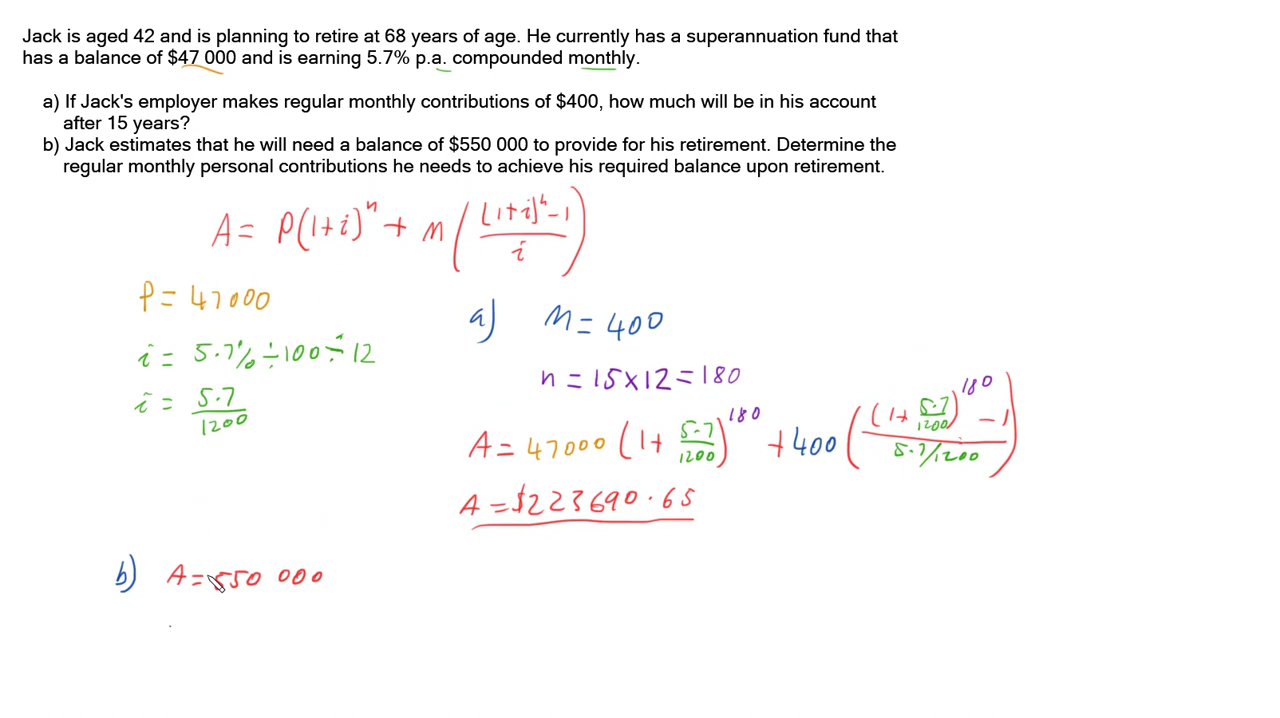 Jack is aged 42 and is planning to retire at 68 years of age. He currently has a superannuation fund that
has a balance of $47 000 and is earning 5.7% p.a. compounded monthly.
a) If Jack's employer makes regular monthly contributions of $400, how much will be in his account
after 15 years?
b) Jack estimates that he will need a balance of $550 000 to provide for his retirement. Determine the
regular monthly personal contributions he needs to achieve his required balance upon retirement.
A = P(1+i)^n + m((1+i)^n -1 / i)
P = 47000
a) M = 400
i = 5.7% ÷100 ÷ 12
n = 15 × 12 = 180
i = 5.7/1200
A = 47000 (1+ 5.7/1200)^180 + 400 ((1+ 5.7/1200)^180 - 1 / 5.7/1200)
A = $223690.65
b) A = 550 000